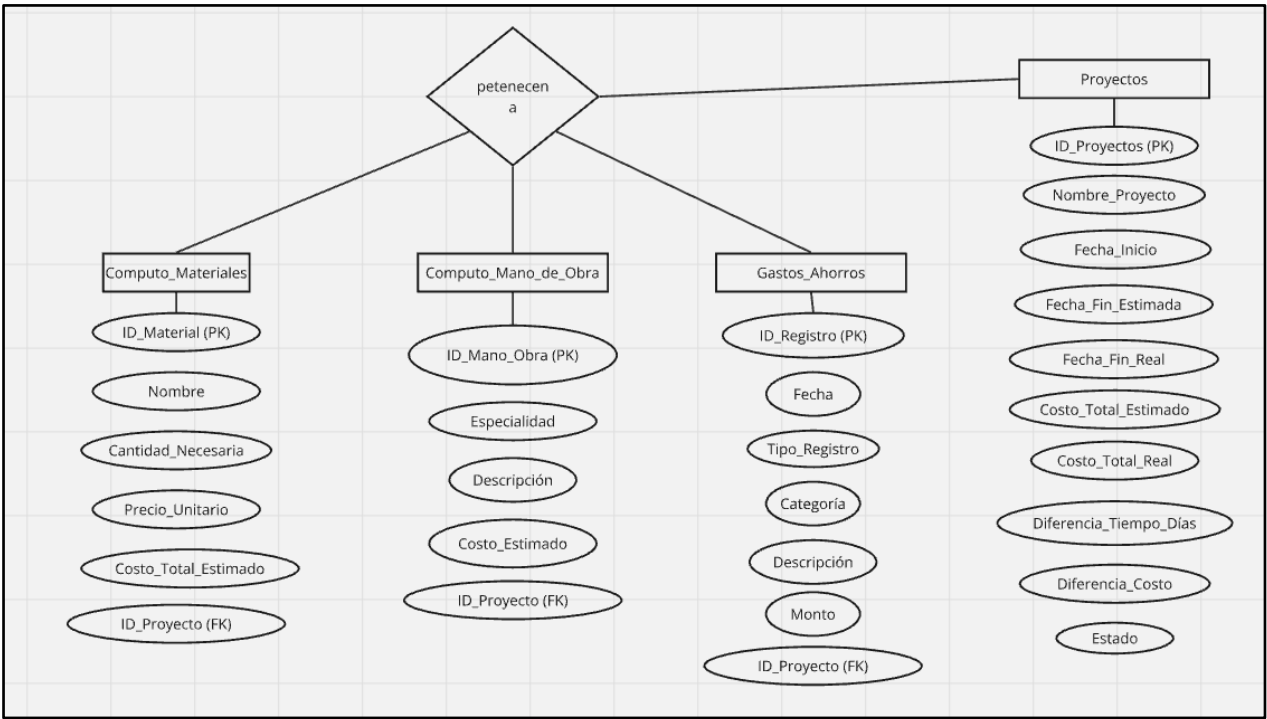 petenecen
a
Proyectos
ID_Proyectos (PK)
Nombre_Proyecto
Fecha_Inicio
Fecha_Fin_Estimada
Fecha_Fin_Real
Costo_Total_Estimado
Costo_Total_Real
Diferencia_Tiempo_Días
Diferencia_Costo
Estado
Computo_Materiales
ID_Material (PK)
Nombre
Cantidad_Necesaria
Precio_Unitario
Costo_Total_Estimado
ID_Proyecto (FK)
Computo_Mano_de_Obra
ID_Mano_Obra (PK)
Especialidad
Descripción
Costo_Estimado
ID_Proyecto (FK)
Gastos_Ahorros
ID_Registro (PK)
Fecha
Tipo_Registro
Categoría
Descripción
Monto
ID_Proyecto (FK)